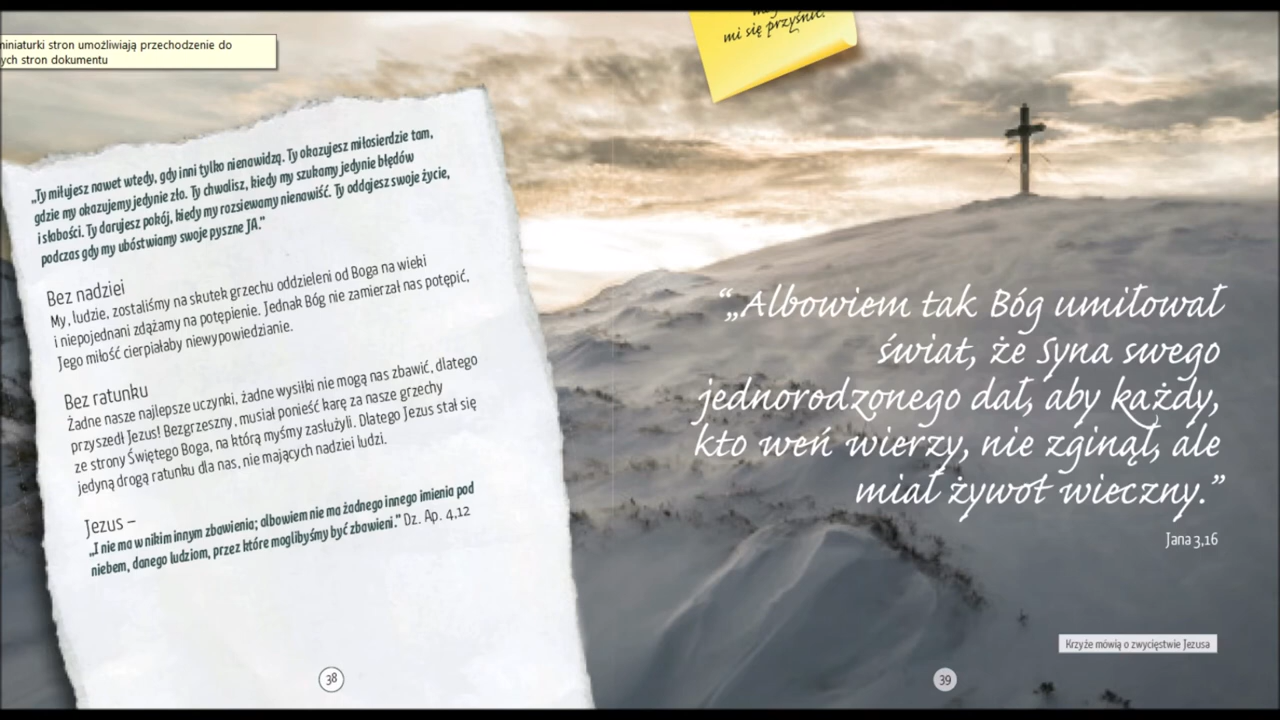 miniaturki stron umożliwiają przechodzenie do
ych stron dokumentu
mi się przyśnić.
„Ty miłujesz nawet wtedy, gdy inni tylko nienawidzą. Ty okazujesz miłosierdzie tam,
gdzie my okazujemy jedynie zło. Ty chwalisz, kiedy my szukamy jedynie błędów
i słabości. Ty darujesz pokój, kiedy my rozsiewamy nienawiść. Ty oddajesz swoje życie,
podczas gdy my ubóstwiamy swoje pyszne JA.”
Bez nadziei
My, ludzie, zostaliśmy na skutek grzechu oddzieleni od Boga na wieki
i niepojednani zdążamy na potępienie. Jednak Bóg nie zamierzał nas potępić,
Jego miłość cierpiałaby niewypowiedzianie.
Bez ratunku
Żadne nasze najlepsze uczynki, żadne wysiłki nie mogą nas zbawić, dlatego
przyszedł Jezus! Bezgrzeszny, musiał ponieść karę za nasze grzechy
ze strony Świętego Boga, na którą myśmy zasłużyli. Dlatego Jezus stał się
jedyną drogą ratunku dla nas, nie mających nadziei ludzi.
Jezus –
„I nie ma w nikim innym zbawienia; albowiem nie ma żadnego innego imienia pod
niebem, danego ludziom, przez które moglibyśmy być zbawieni.” Dz. Ap. 4,12
38
“„Albowiem tak Bóg umiłował
świat, że Syna swego
jednorodzonego dał, aby każdy,
kto weń wierzy, nie zginął, ale
miał żywot wieczny.”
Jana 3,16
Krzyże mówią o zwycięstwie Jezusa
39